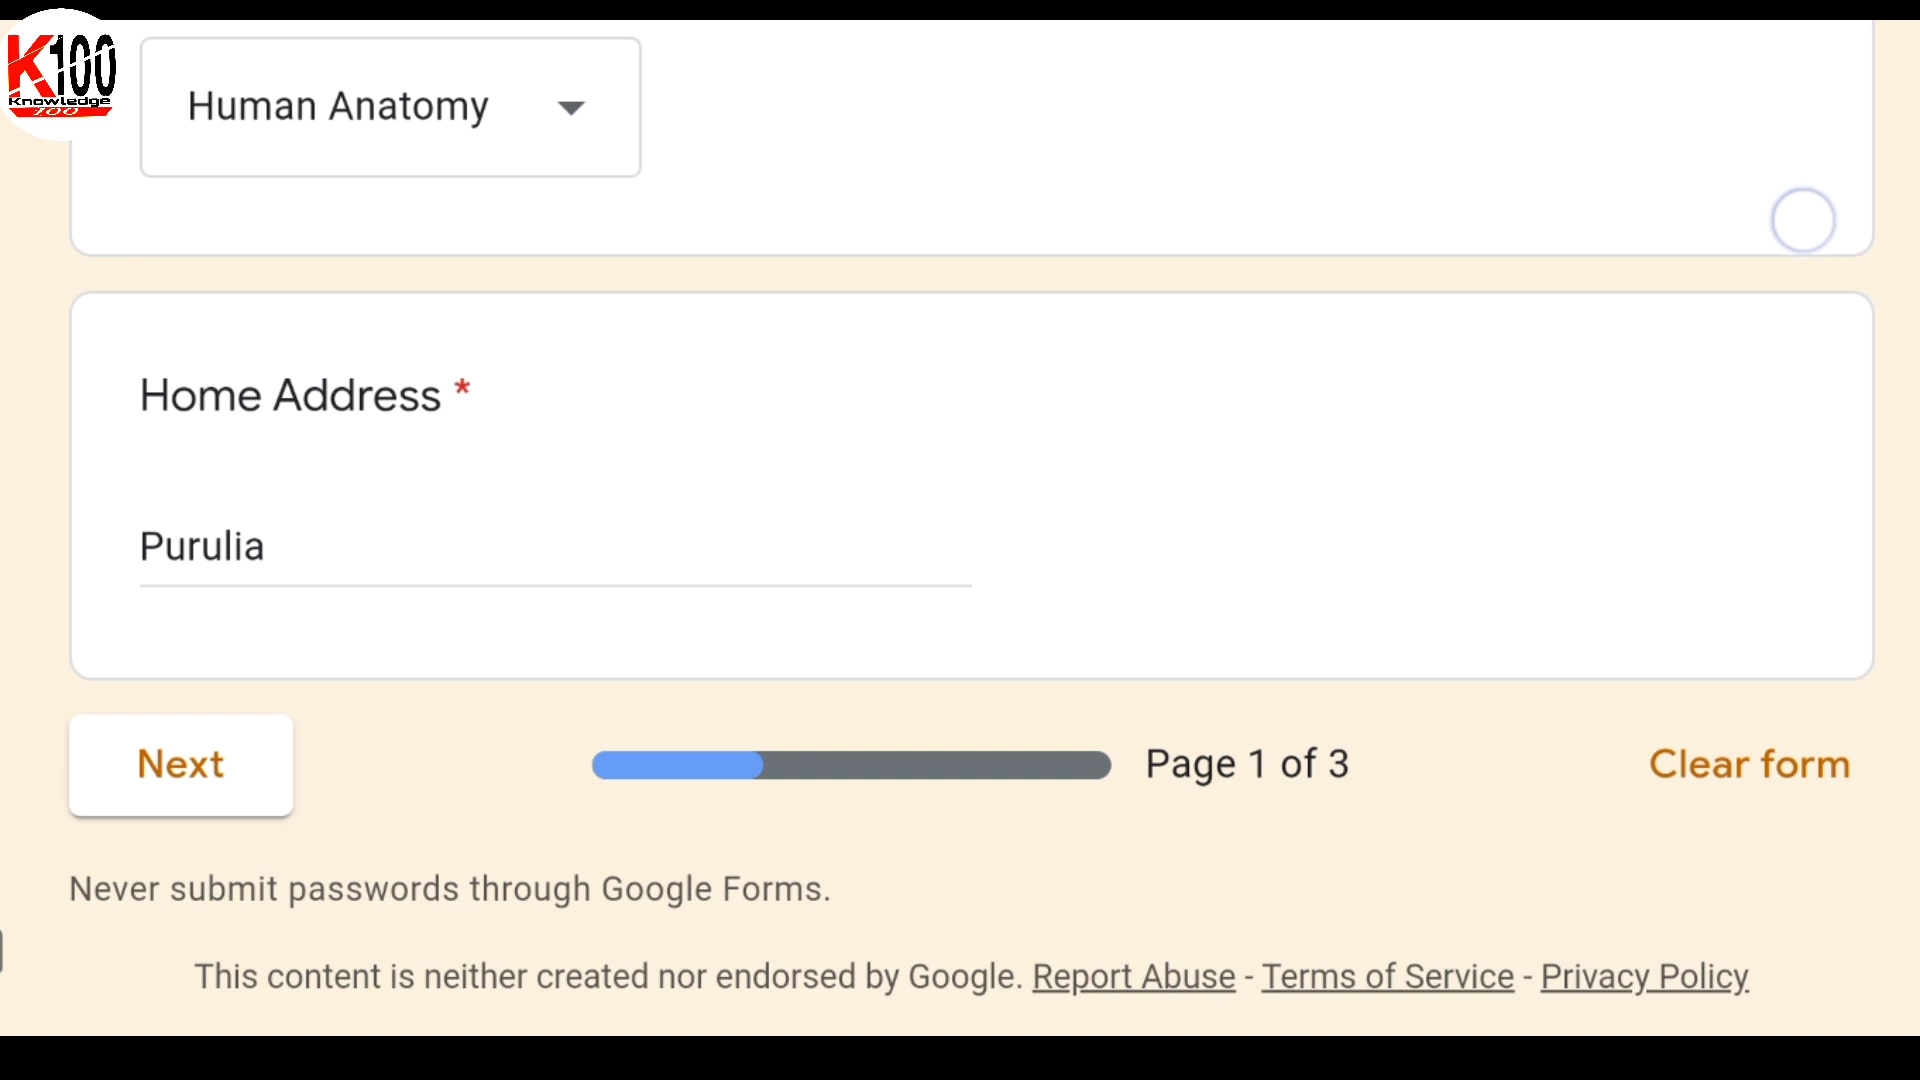 K100
Knowledge
100
Human Anatomy
Home Address *
Purulia
Next
Page 1 of 3
Clear form
Never submit passwords through Google Forms.
This content is neither created nor endorsed by Google. Report Abuse - Terms of Service - Privacy Policy